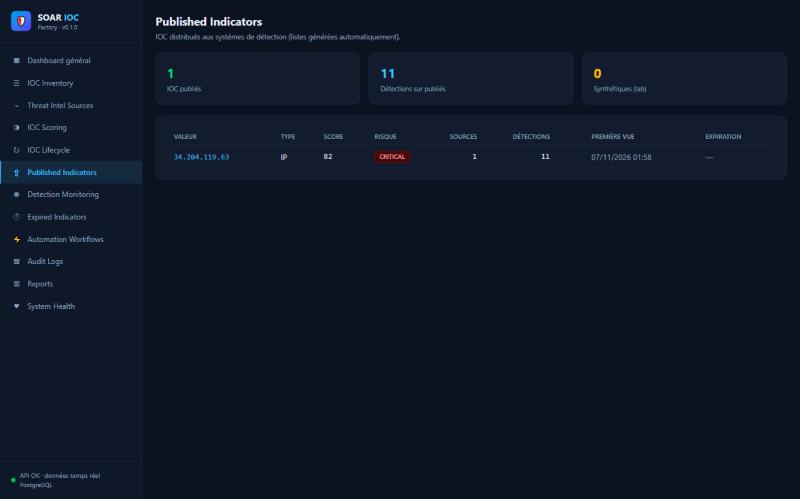 SOAR IOC
Factory · v0.1.0
Dashboard général
IOC Inventory
Threat Intel Sources
IOC Scoring
IOC Lifecycle
Published Indicators
Detection Monitoring
Expired Indicators
Automation Workflows
Audit Logs
Reports
System Health
API OK · données temps réel
PostgreSQL
Published Indicators
IOC distribués aux systèmes de détection (listes générées automatiquement).
1
IOC publiés
11
Détections sur publiés
0
Synthétiques (lab)
VALEUR TYPE SCORE RISQUE SOURCES DÉTECTIONS PREMIÈRE VUE EXPIRATION
34.204.119.63 IP 82 CRITICAL 1 11 07/11/2026 01:58 —